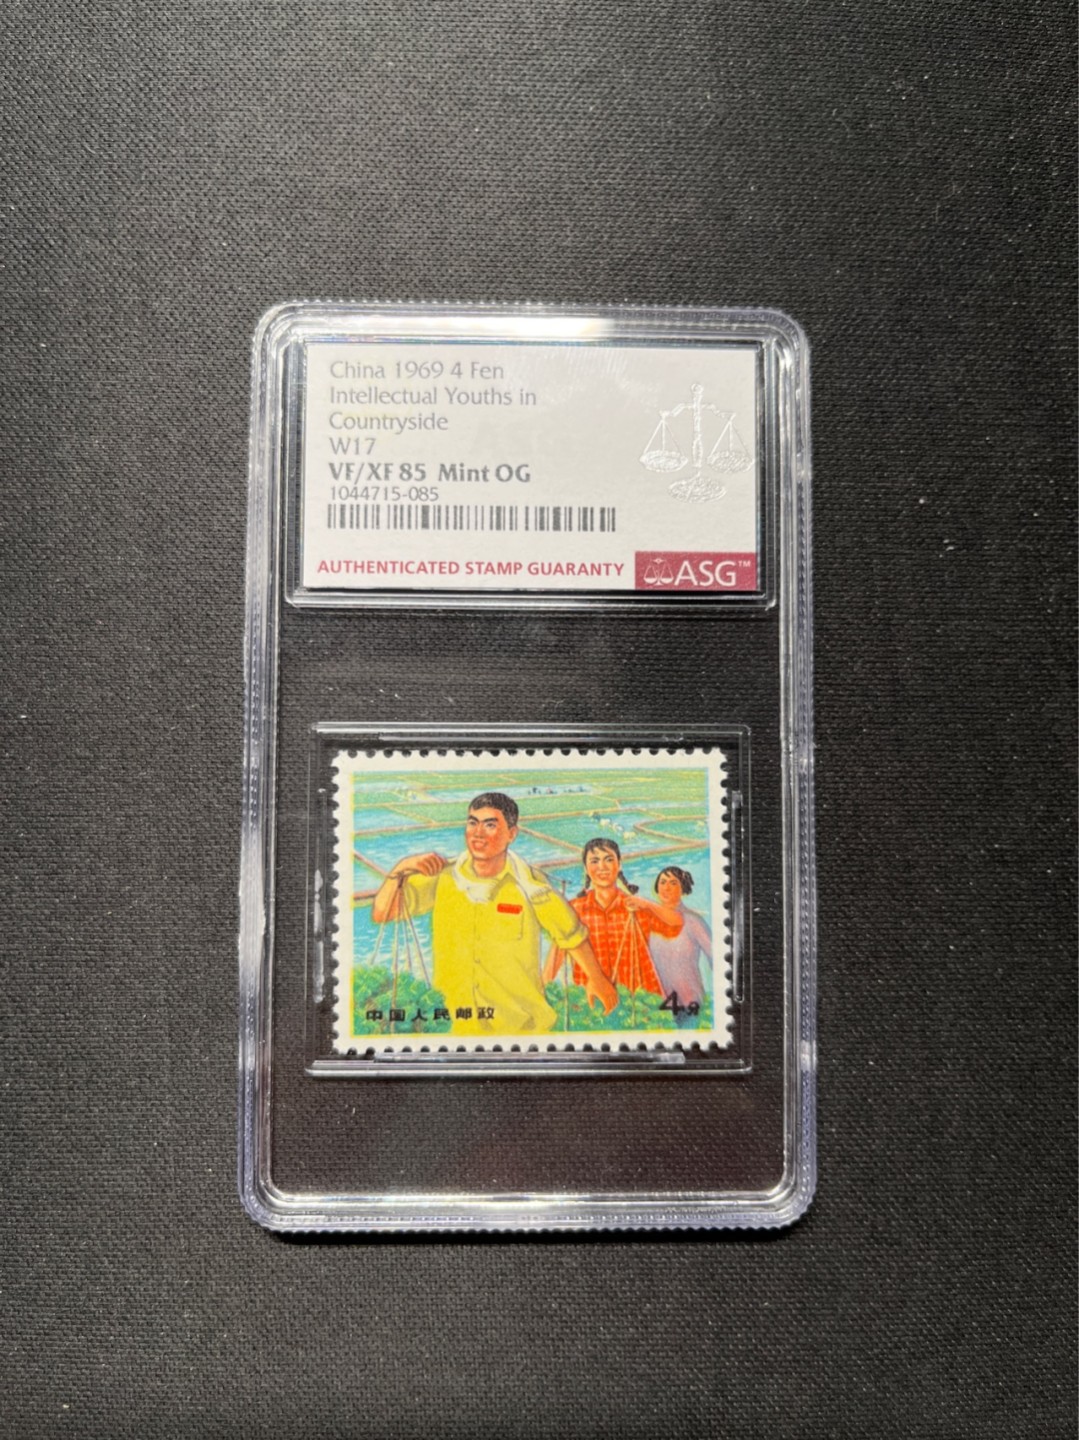 China 1969 4 Fen
Intellectual Youths in
Countryside
W17
VF/XF 85 Mint OG
1044715-085
AUTHENTICATED STAMP GUARANTY
ASG™
中国人民邮政
4分